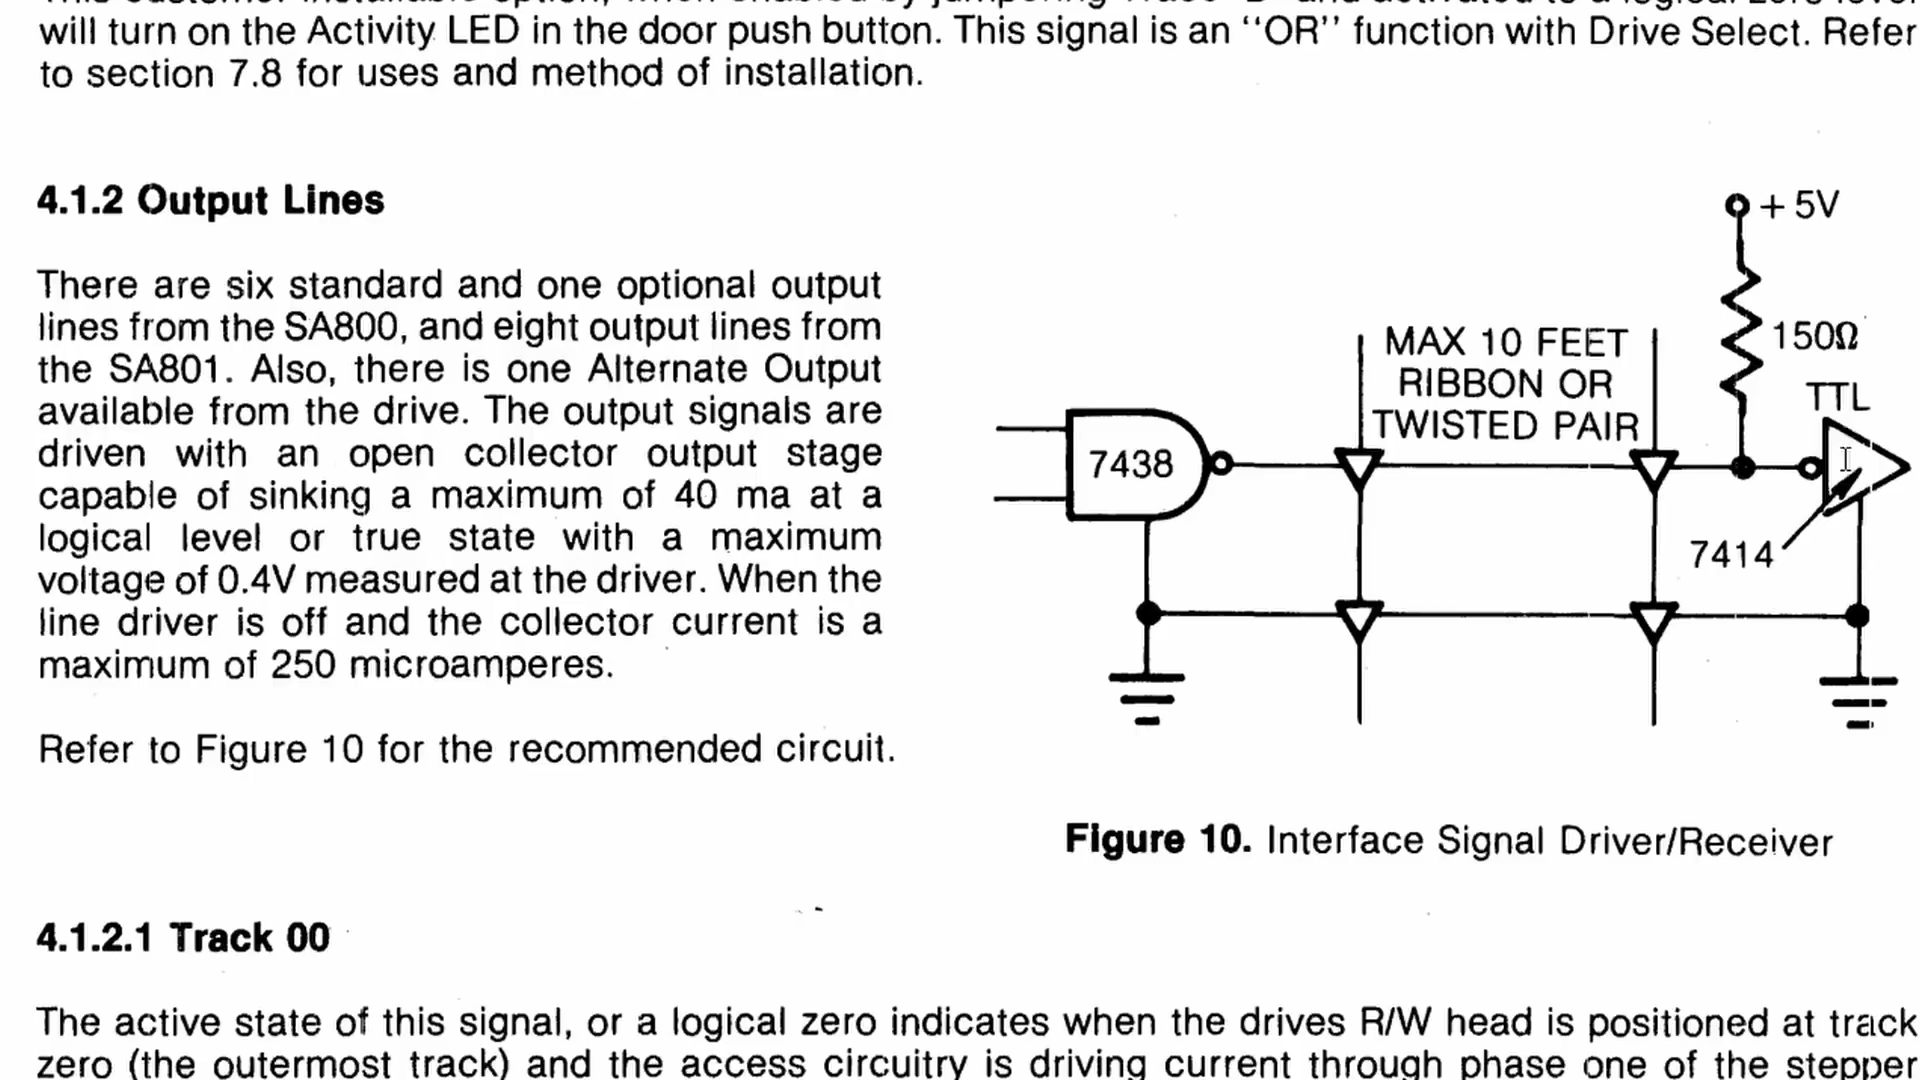 will turn on the Activity LED in the door push button. This signal is an “OR” function with Drive Select. Refer
to section 7.8 for uses and method of installation.
4.1.2 Output Lines
There are six standard and one optional output
lines from the SA800, and eight output lines from
the SA801. Also, there is one Alternate Output
available from the drive. The output signals are
driven with an open collector output stage
capable of sinking a maximum of 40 ma at a
logical level or true state with a maximum
voltage of 0.4V measured at the driver. When the
line driver is off and the collector current is a
maximum of 250 microamperes.
Refer to Figure 10 for the recommended circuit.
+ 5V
150Ω
MAX 10 FEET
RIBBON OR
TWISTED PAIR
TTL
7438
7414
Figure 10. Interface Signal Driver/Receiver
4.1.2.1 Track 00
The active state of this signal, or a logical zero indicates when the drives R/W head is positioned at track
zero (the outermost track) and the access circuitry is driving current through phase one of the stepper